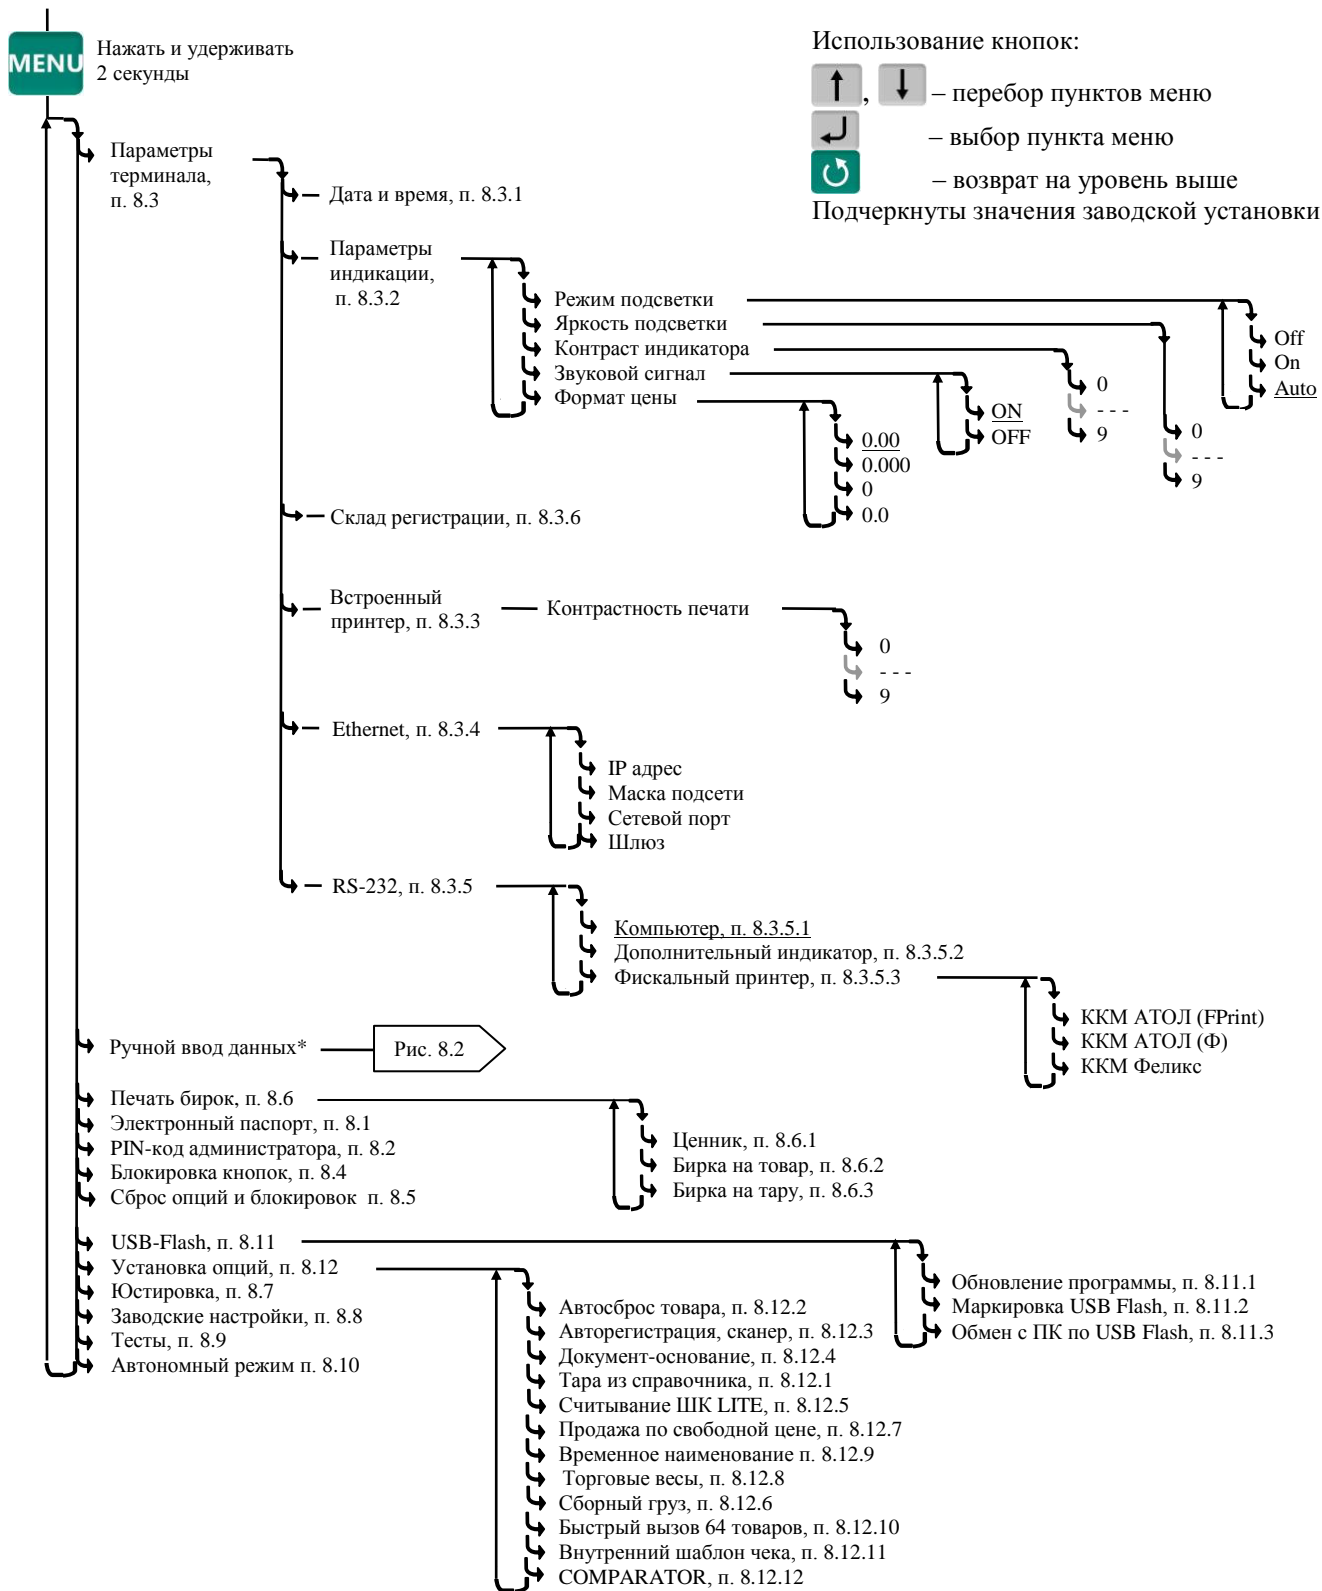 MENU
Нажать и удерживать
2 секунды
Использование кнопок:
, – перебор пунктов меню
– выбор пункта меню
– возврат на уровень выше
Подчеркнуты значения заводской установки
Параметры
терминала,
п. 8.3
Дата и время, п. 8.3.1
Параметры
индикации,
п. 8.3.2
Режим подсветки
Яркость подсветки
Контраст индикатора
Звуковой сигнал
Формат цены
Off
On
Auto
0
- - -
9
0
- - -
9
ON
OFF
0.00
0.000
0
0.0
Склад регистрации, п. 8.3.6
Встроенный
принтер, п. 8.3.3
Контрастность печати
0
- - -
9
Ethernet, п. 8.3.4
IP адрес
Маска подсети
Сетевой порт
Шлюз
RS-232, п. 8.3.5
Компьютер, п. 8.3.5.1
Дополнительный индикатор, п. 8.3.5.2
Фискальный принтер, п. 8.3.5.3
ККМ АТОЛ (FPrint)
ККМ АТОЛ (Ф)
ККМ Феликс
Ручной ввод данных*
Рис. 8.2
Печать бирок, п. 8.6
Электронный паспорт, п. 8.1
PIN-код администратора, п. 8.2
Блокировка кнопок, п. 8.4
Сброс опций и блокировок п. 8.5
Ценник, п. 8.6.1
Бирка на товар, п. 8.6.2
Бирка на тару, п. 8.6.3
USB-Flash, п. 8.11
Установка опций, п. 8.12
Юстировка, п. 8.7
Заводские настройки, п. 8.8
Тесты, п. 8.9
Автономный режим п. 8.10
Обновление программы, п. 8.11.1
Маркировка USB Flash, п. 8.11.2
Обмен с ПК по USB Flash, п. 8.11.3
Автосброс товара, п. 8.12.2
Авторегистрация, сканер, п. 8.12.3
Документ-основание, п. 8.12.4
Тара из справочника, п. 8.12.1
Считывание ШК LITE, п. 8.12.5
Продажа по свободной цене, п. 8.12.7
Временное наименование п. 8.12.9
Торговые весы, п. 8.12.8
Сборный груз, п. 8.12.6
Быстрый вызов 64 товаров, п. 8.12.10
Внутренний шаблон чека, п. 8.12.11
COMPARATOR, п. 8.12.12